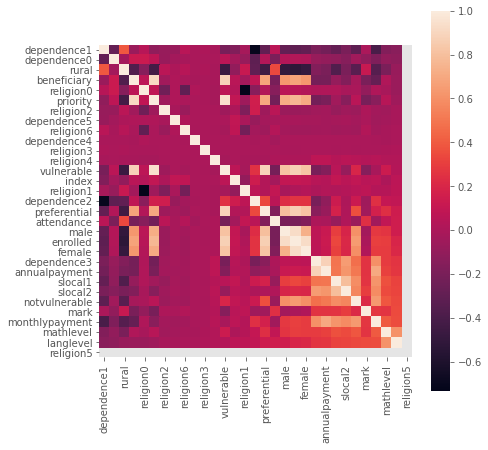 dependence1
dependence0
rural
beneficiary
religion0
priority
religion2
dependence5
religion6
dependence4
religion3
religion4
vulnerable
index
religion1
dependence2
preferential
attendance
male
enrolled
female
dependence3
annualpayment
slocal1
slocal2
notvulnerable
mark
monthlypayment
mathlevel
langlevel
religion5
dependence1
rural
religion0
religion2
religion6
religion3
vulnerable
religion1
preferential
male
female
annualpayment
slocal2
mark
mathlevel
religion5
1.0
0.8
0.6
0.4
0.2
0.0
−0.2
−0.4
−0.6